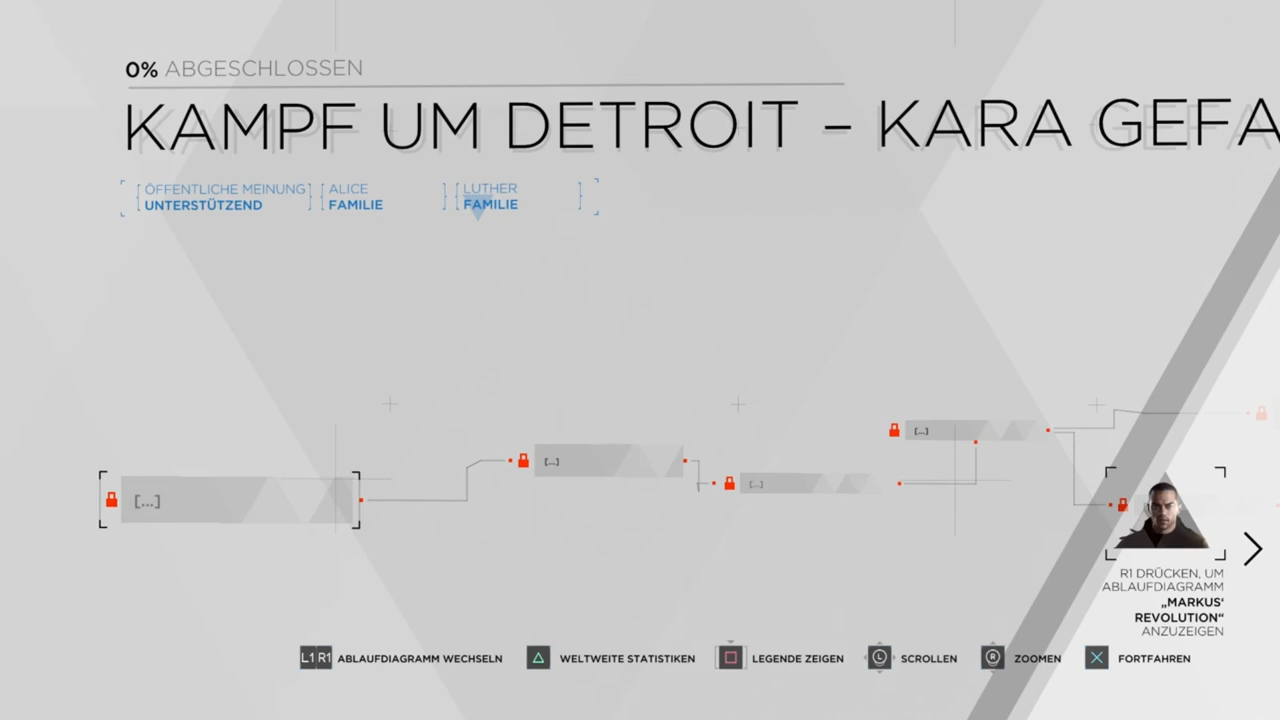 0% ABGESCHLOSSEN
KAMPF UM DETROIT – KARA GEFA
ÖFFENTLICHE MEINUNG
UNTERSTÜTZEND
ALICE
FAMILIE
LUTHER
FAMILIE
[...]
[...]
[...]
[...]
R1 DRÜCKEN, UM
ABLAUFDIAGRAMM
„MARKUS‘
REVOLUTION“
ANZUZEIGEN
L1 R1 ABLAUFDIAGRAMM WECHSELN
WELTWEITE STATISTIKEN
LEGENDE ZEIGEN
L SCROLLEN
R ZOOMEN
FORTFAHREN